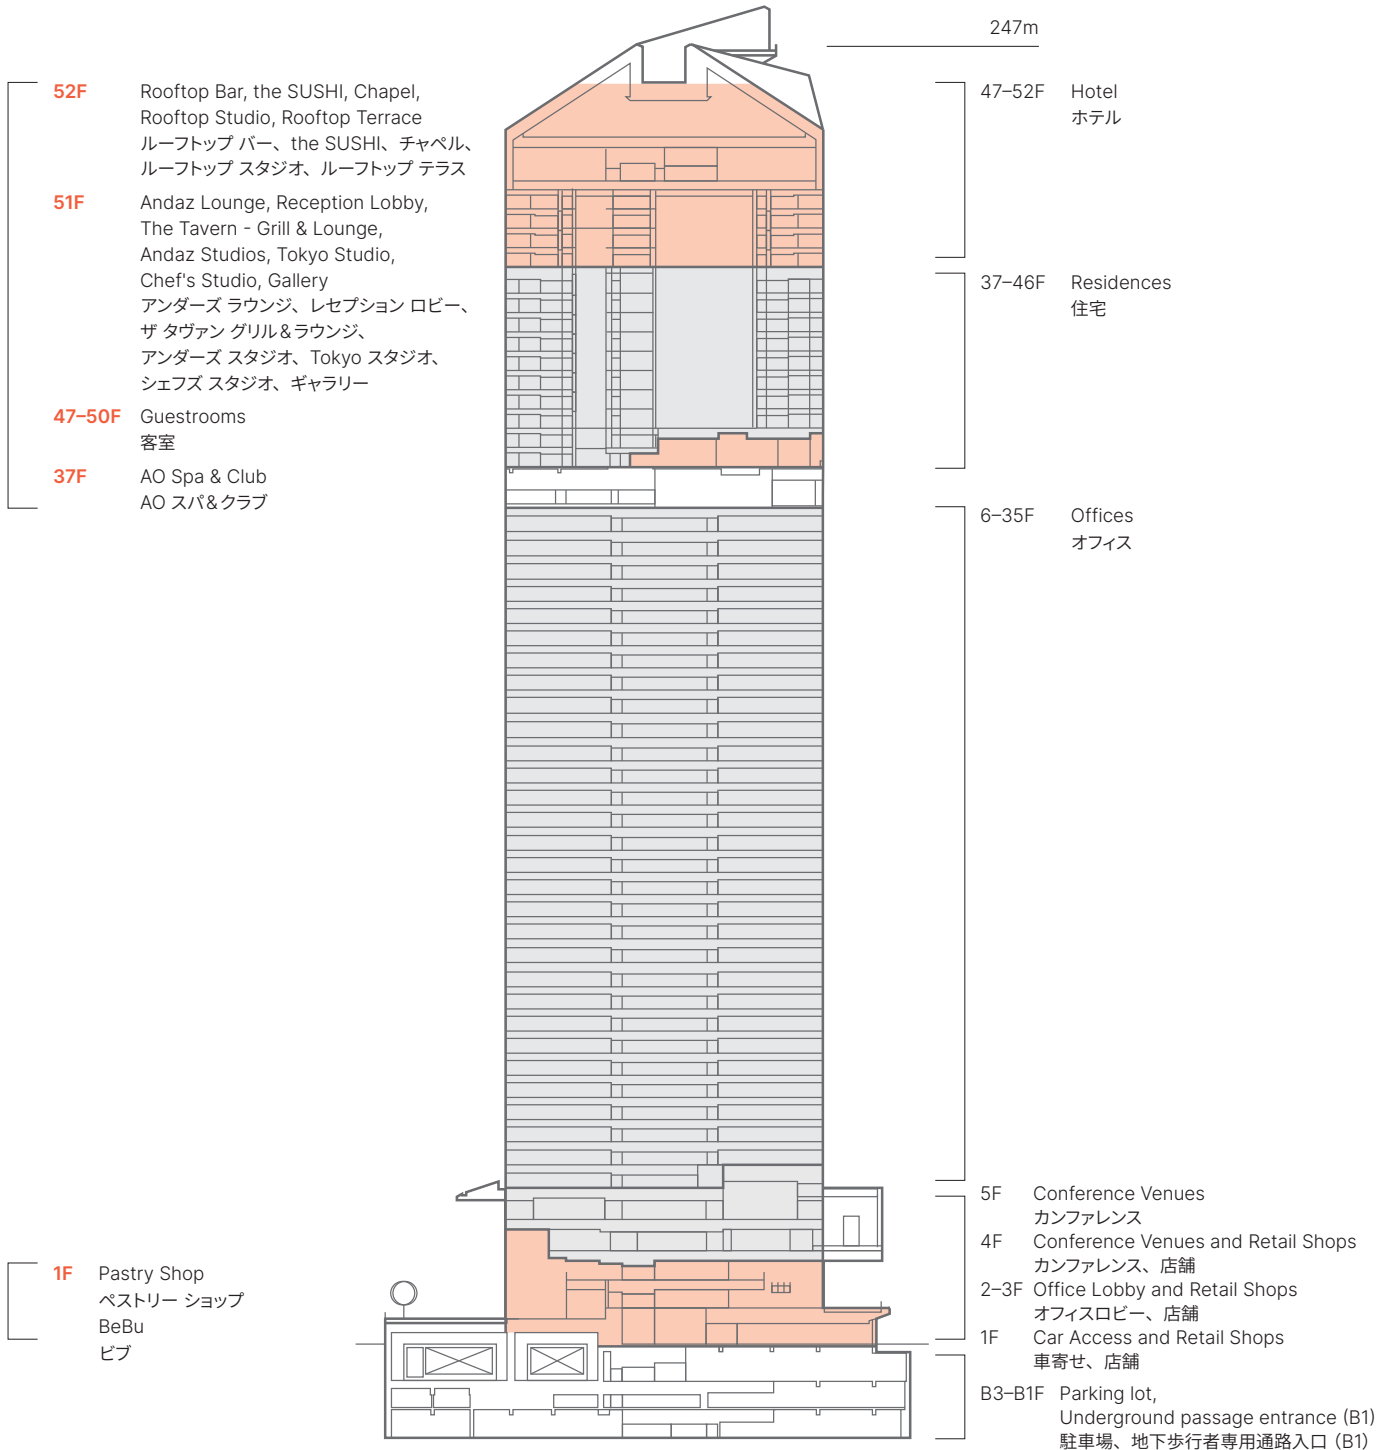 247m
52F Rooftop Bar, the SUSHI, Chapel,
Rooftop Studio, Rooftop Terrace
ルーフトップ バー、the SUSHI、チャペル、
ルーフトップ スタジオ、ルーフトップ テラス
51F Andaz Lounge, Reception Lobby,
The Tavern - Grill & Lounge,
Andaz Studios, Tokyo Studio,
Chef's Studio, Gallery
アンダーズ ラウンジ、レセプション ロビー、
ザ タヴァン グリル&ラウンジ、
アンダーズ スタジオ、Tokyo スタジオ、
シェフズ スタジオ、ギャラリー
47–50F Guestrooms
客室
37F AO Spa & Club
AO スパ&クラブ
1F Pastry Shop
ペストリー ショップ
BeBu
ビブ
47–52F Hotel
ホテル
37–46F Residences
住宅
6–35F Offices
オフィス
5F Conference Venues
カンファレンス
4F Conference Venues and Retail Shops
カンファレンス、店舗
2–3F Office Lobby and Retail Shops
オフィスロビー、店舗
1F Car Access and Retail Shops
車寄せ、店舗
B3–B1F Parking lot,
Underground passage entrance (B1)
駐車場、地下歩行者専用通路入口 (B1)